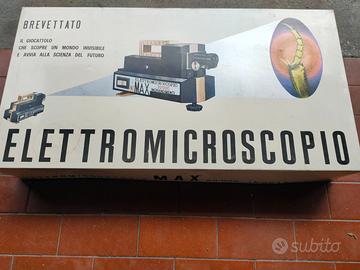 BREVETTATO
IL GIOCATTOLO
CHE SCOPRE UN MONDO INVISIBILE
E AVVIA ALLA SCIENZA DEL FUTURO
MAX
ELETTROMICROSCOPIO
MAX
subito